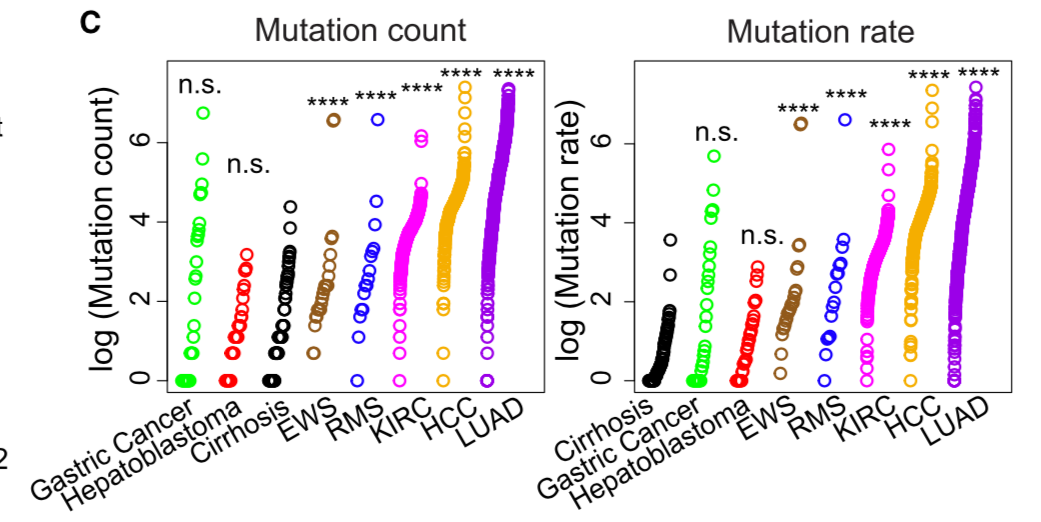 C
Mutation count
Mutation rate
n.s.
n.s.
****
****
****
****
****
log (Mutation count)
0
2
4
6
Gastric Cancer
Hepatoblastoma
Cirrhosis
EWS
RMS
KIRC
HCC
LUAD
n.s.
n.s.
****
****
****
****
****
log (Mutation rate)
0
2
4
6
Cirrhosis
Gastric Cancer
Hepatoblastoma
EWS
RMS
KIRC
HCC
LUAD
2